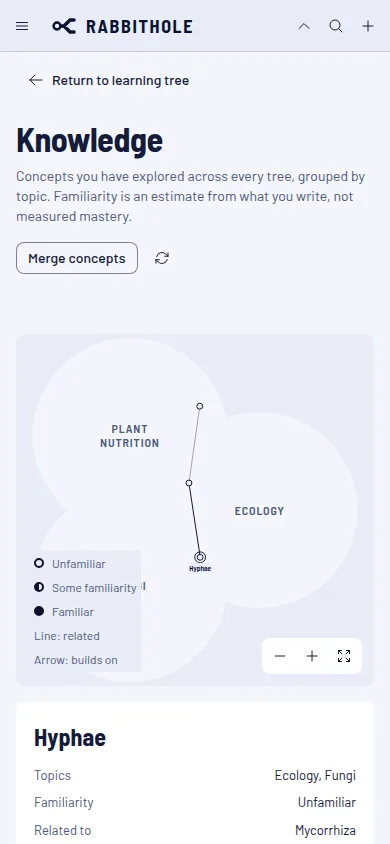 RABBITHOLE
Return to learning tree
Knowledge
Concepts you have explored across every tree, grouped by
topic. Familiarity is an estimate from what you write, not
measured mastery.
Merge concepts
PLANT
NUTRITION
ECOLOGY
Hyphae
Unfamiliar
Some familiarity
Familiar
Line: related
Arrow: builds on
Hyphae
Topics Ecology, Fungi
Familiarity Unfamiliar
Related to Mycorrhiza